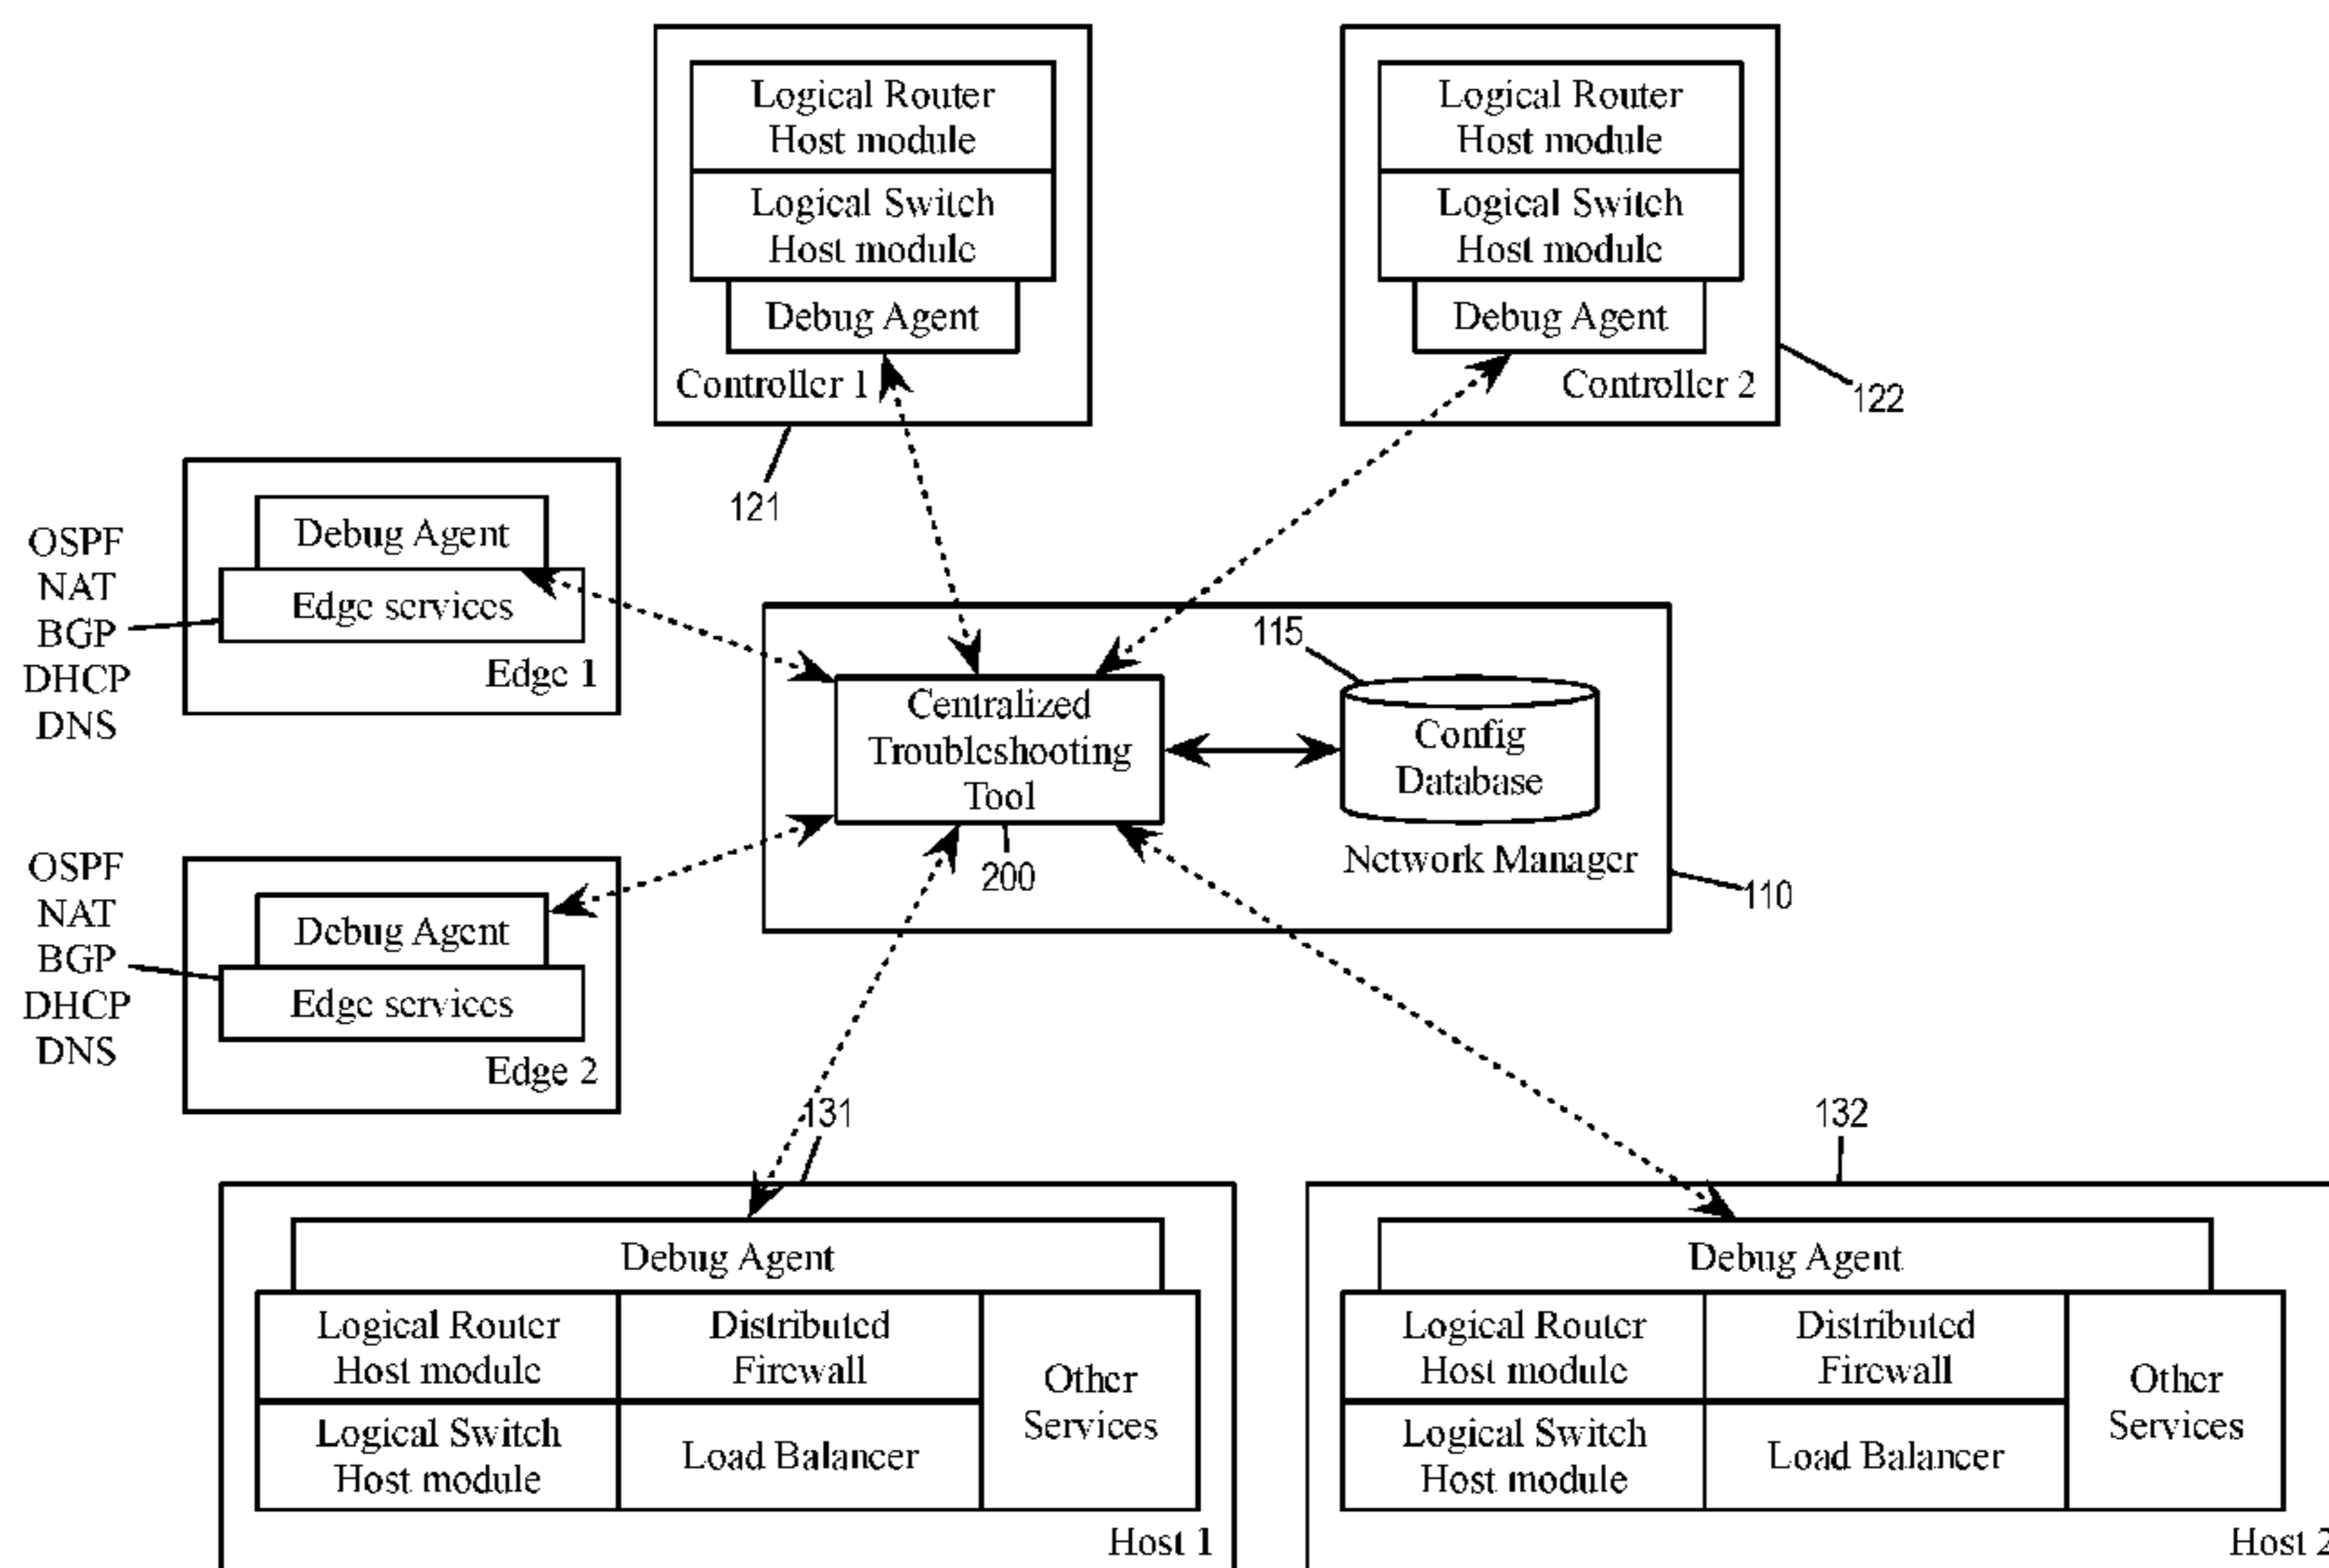 Logical Router
Host module
Logical Switch
Host module
Debug Agent
Controller 1
121
Logical Router
Host module
Logical Switch
Host module
Debug Agent
Controller 2
122
OSPF
NAT
BGP
DHCP
DNS
Debug Agent
Edge services
Edge 1
115
Centralized
Troubleshooting
Tool
200
Config
Database
Network Manager
110
OSPF
NAT
BGP
DHCP
DNS
Debug Agent
Edge services
Edge 2
131
Debug Agent
Logical Router
Host module
Distributed
Firewall
Logical Switch
Host module
Load Balancer
Other
Services
Host 1
132
Debug Agent
Logical Router
Host module
Distributed
Firewall
Logical Switch
Host module
Load Balancer
Other
Services
Host 2